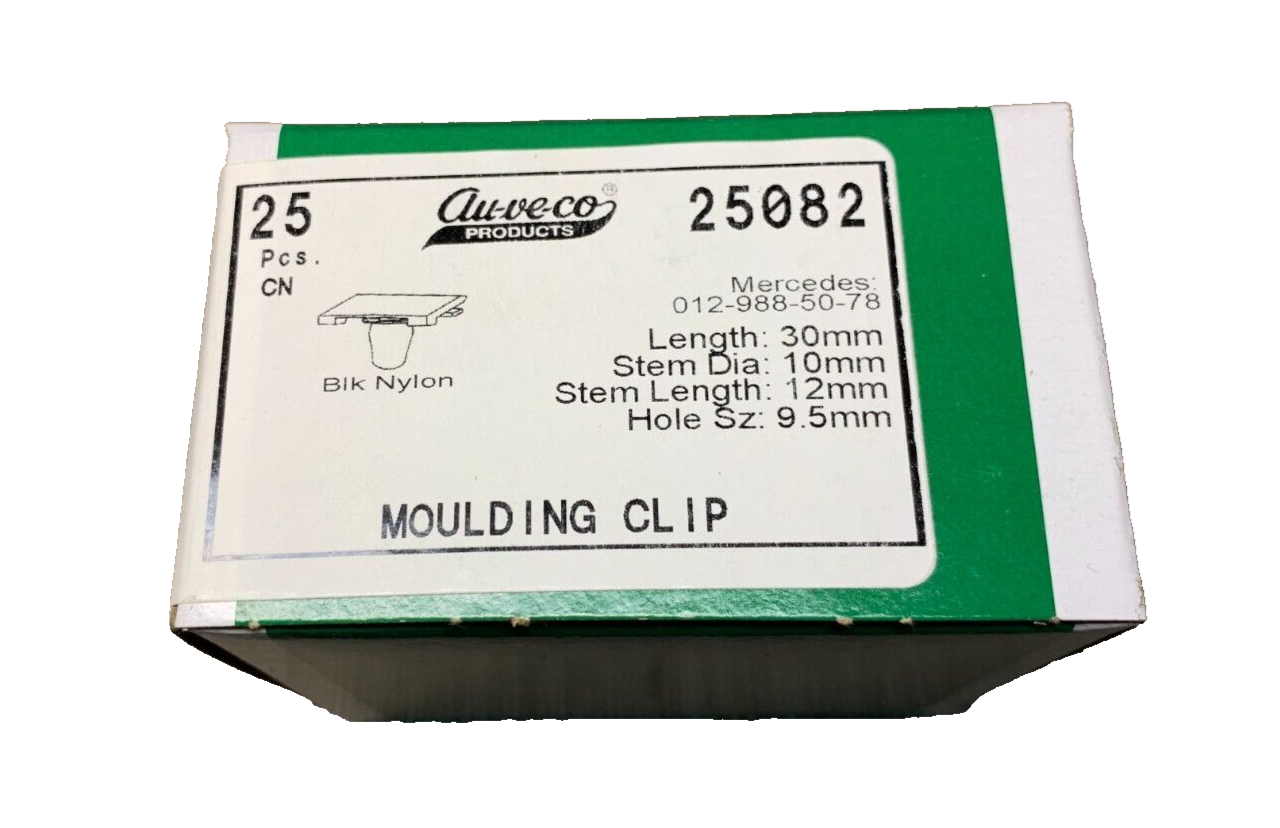 25
Pcs.
CN
au-ve-co®
PRODUCTS
25082
Mercedes:
012-988-50-78
Length: 30mm
Stem Dia: 10mm
Stem Length: 12mm
Hole Sz: 9.5mm
Blk Nylon
MOULDING CLIP